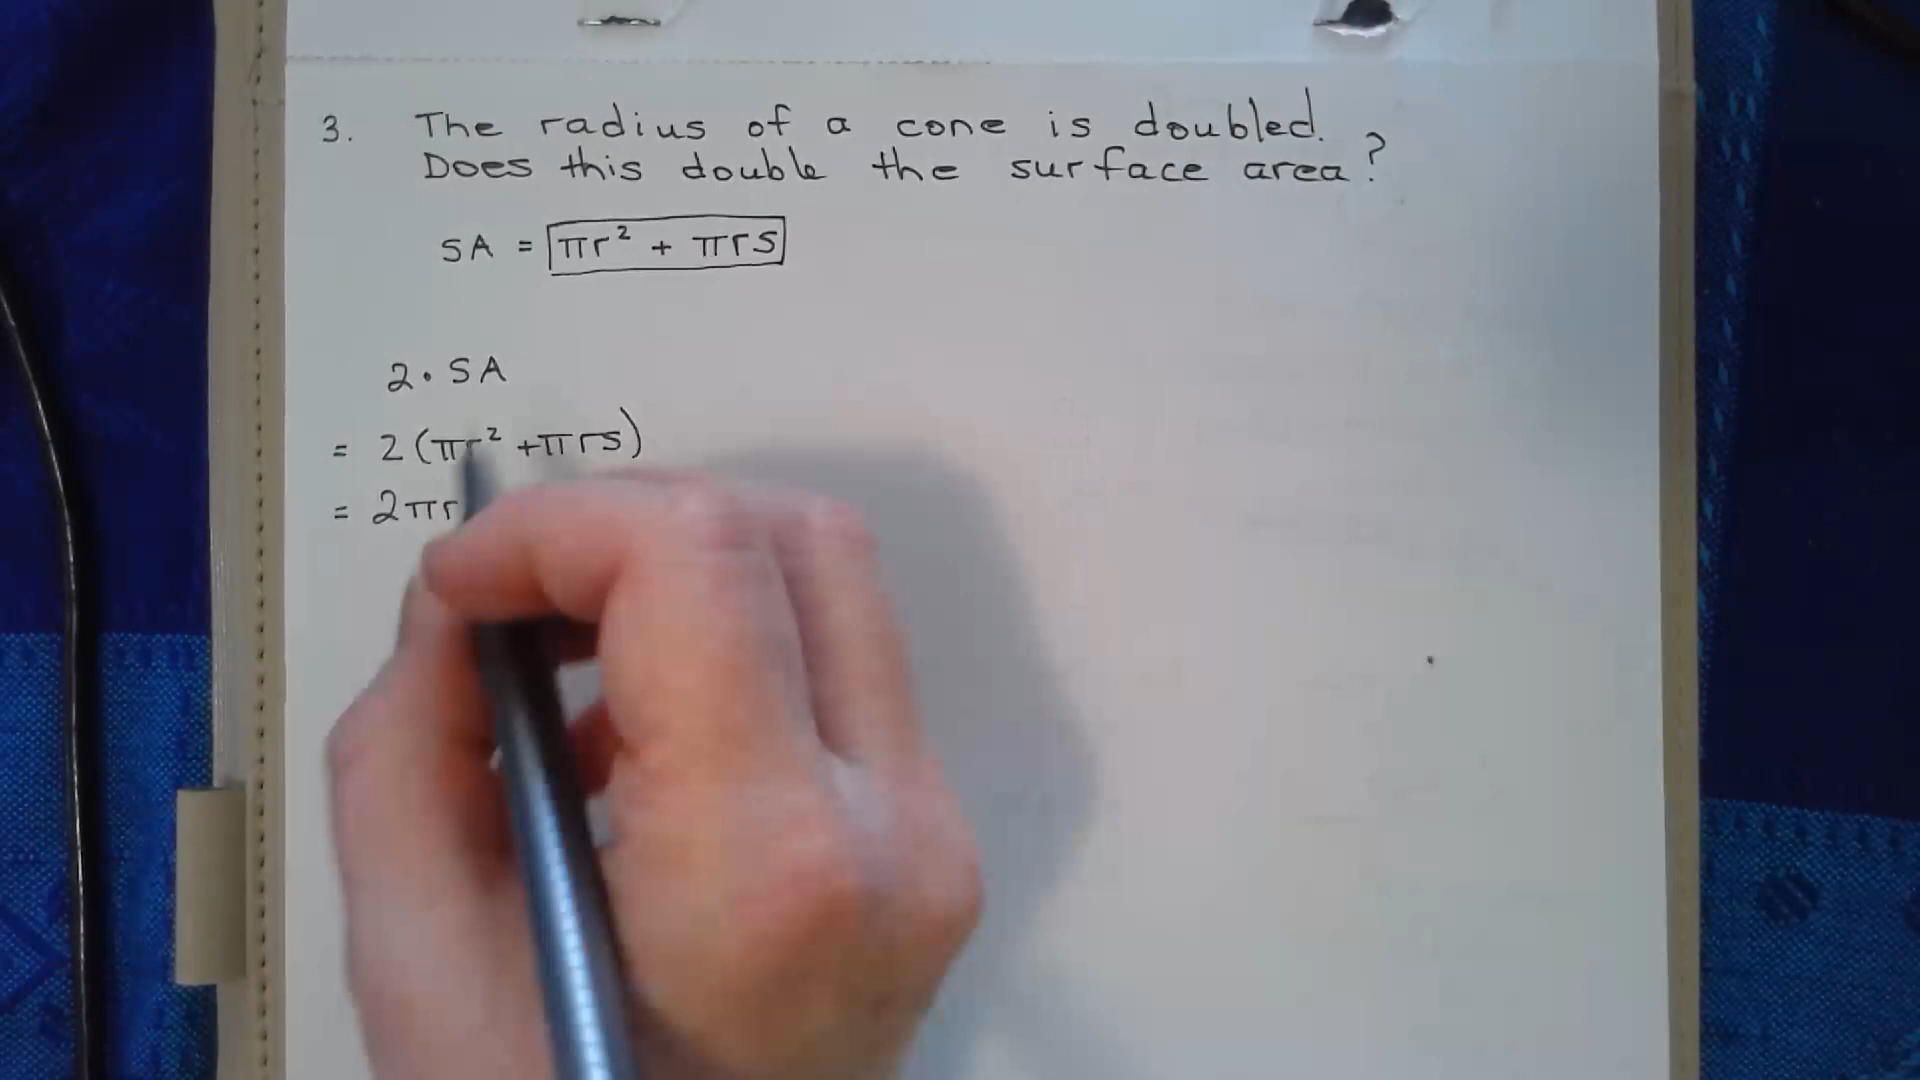 3. The radius of a cone is doubled.
Does this double the surface area?
SA = πr² + πrs
2 · SA
= 2(πr² + πrs)
= 2πr